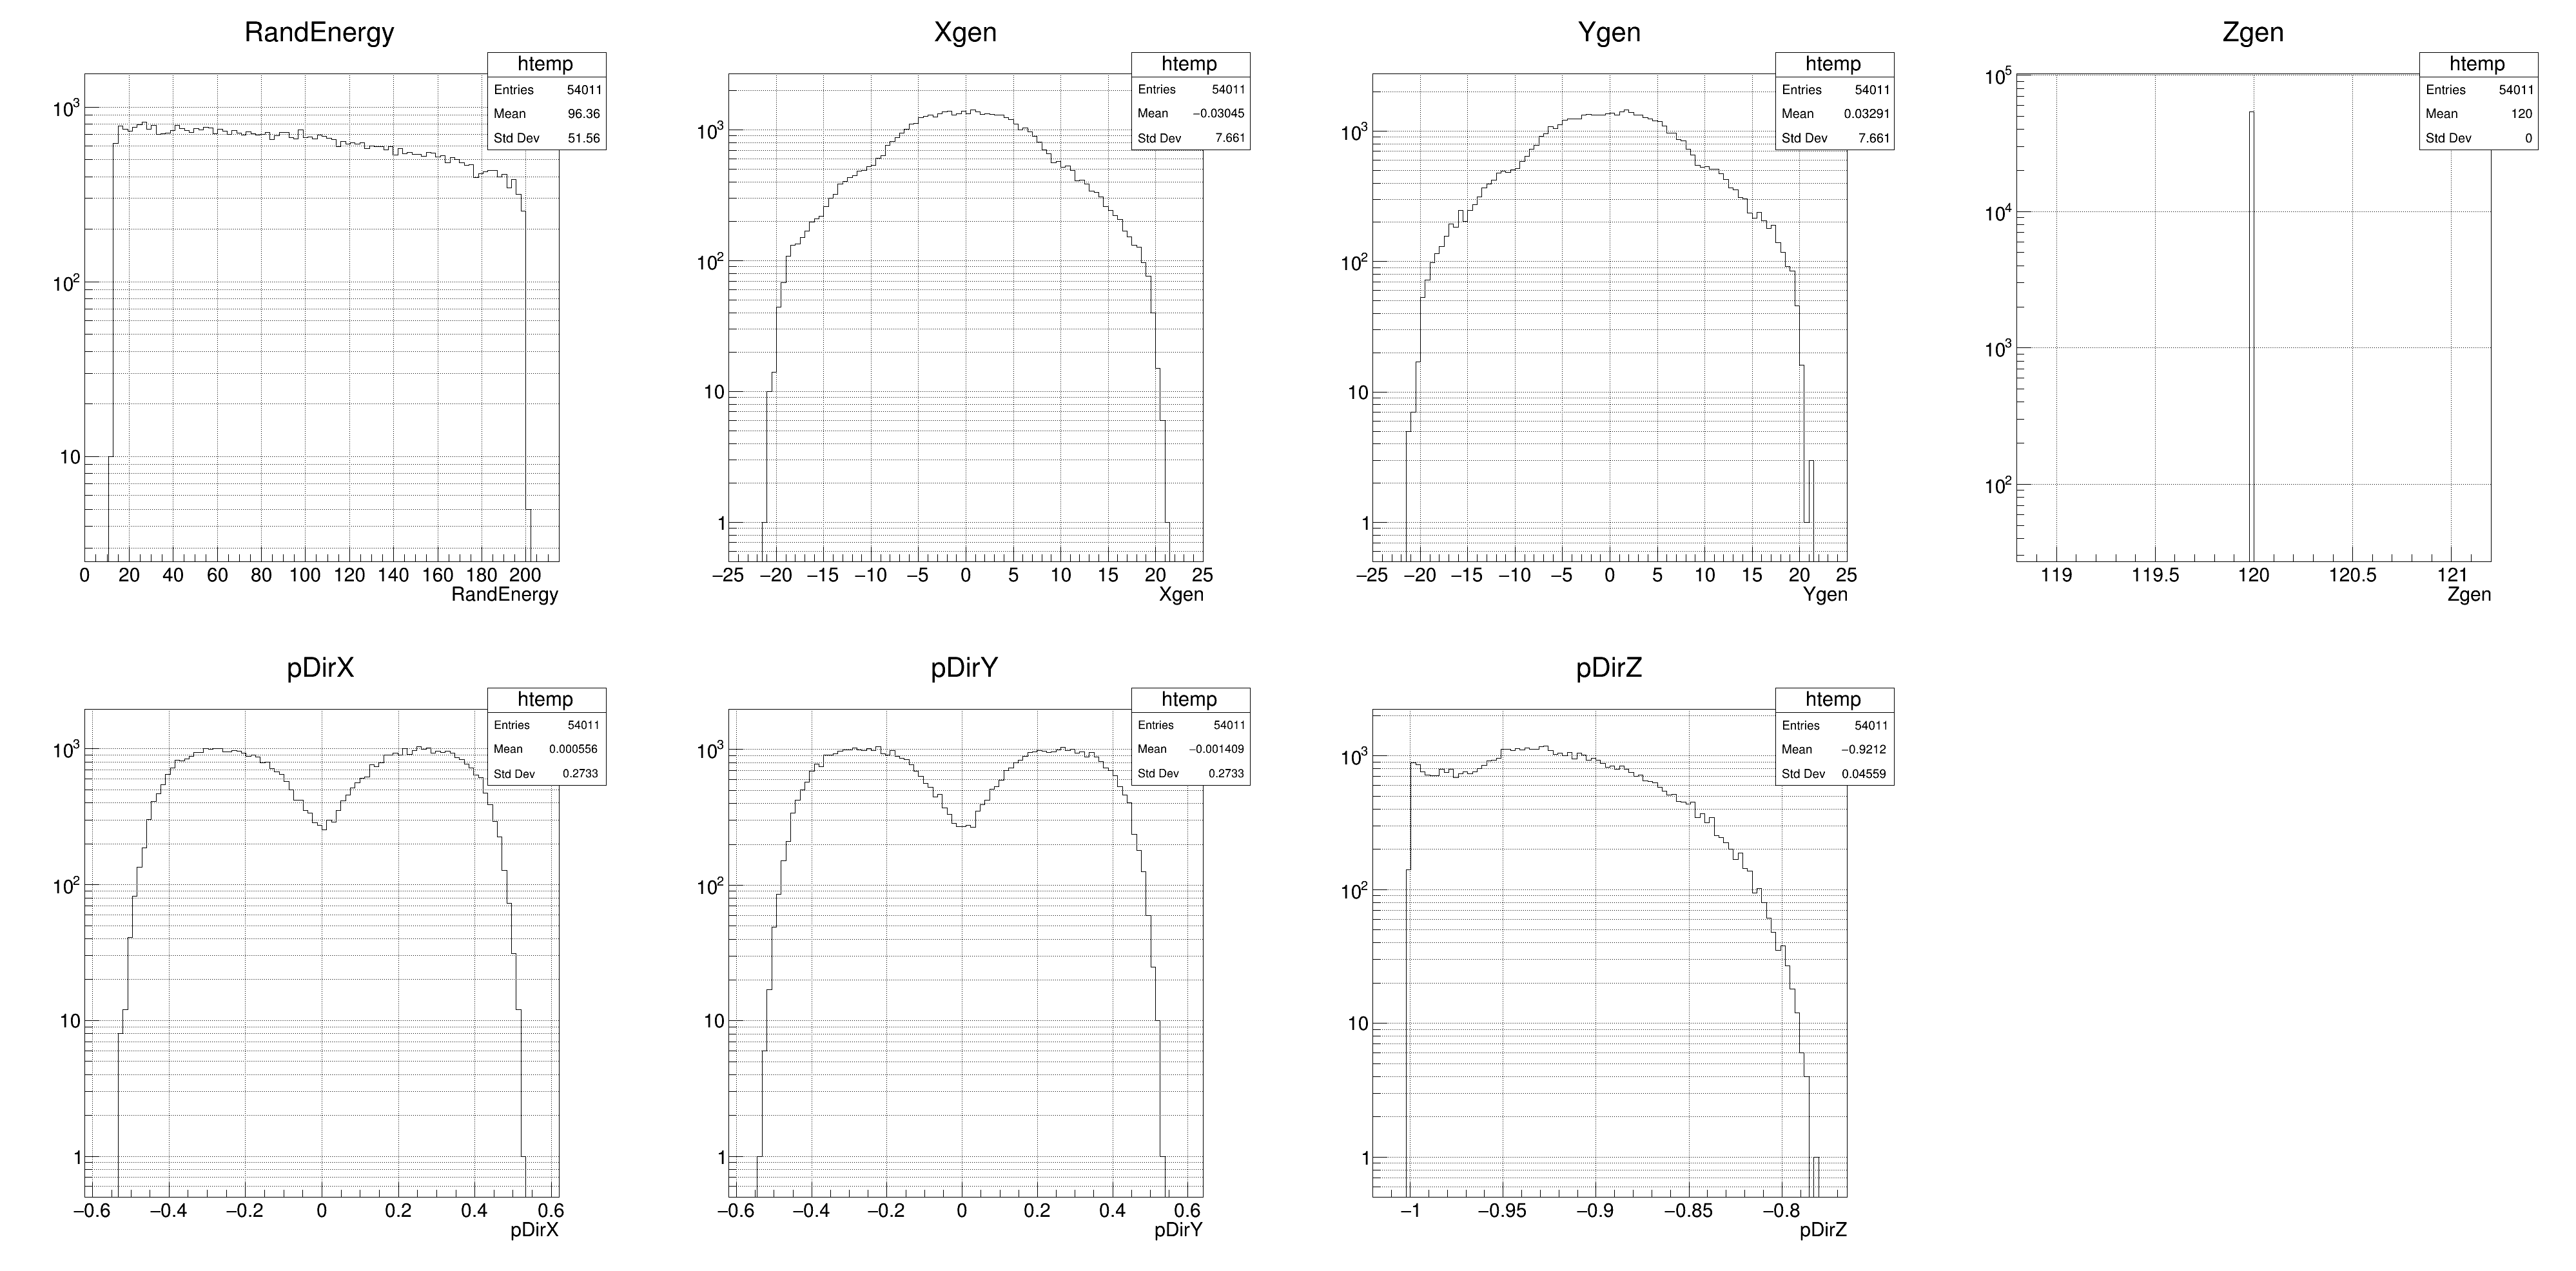 RandEnergy
htemp
Entries 54011
Mean 96.36
Std Dev 51.56
10³
10²
10
0 20 40 60 80 100 120 140 160 180 200
RandEnergy
Xgen
htemp
Entries 54011
Mean −0.03045
Std Dev 7.661
10³
10²
10
1
−25 −20 −15 −10 −5 0 5 10 15 20 25
Xgen
Ygen
htemp
Entries 54011
Mean 0.03291
Std Dev 7.661
10³
10²
10
1
−25 −20 −15 −10 −5 0 5 10 15 20 25
Ygen
Zgen
htemp
Entries 54011
Mean 120
Std Dev 0
10⁵
10⁴
10³
10²
119 119.5 120 120.5 121
Zgen
pDirX
htemp
Entries 54011
Mean 0.000556
Std Dev 0.2733
10³
10²
10
1
−0.6 −0.4 −0.2 0 0.2 0.4 0.6
pDirX
pDirY
htemp
Entries 54011
Mean −0.001409
Std Dev 0.2733
10³
10²
10
1
−0.6 −0.4 −0.2 0 0.2 0.4 0.6
pDirY
pDirZ
htemp
Entries 54011
Mean −0.9212
Std Dev 0.04559
10³
10²
10
1
−1 −0.95 −0.9 −0.85 −0.8
pDirZ